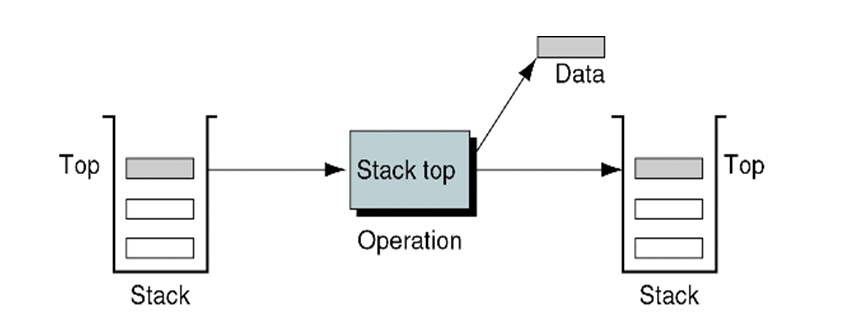 Data
Top
Stack top
Top
Operation
Stack
Stack